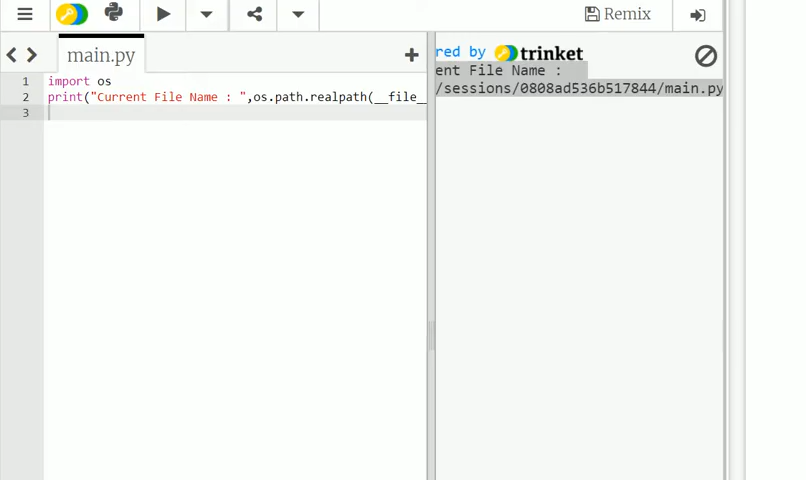 Remix
main.py
1 import os
2 print("Current File Name : ",os.path.realpath(__file__
3
red by trinket
ent File Name :
/sessions/0808ad536b517844/main.py